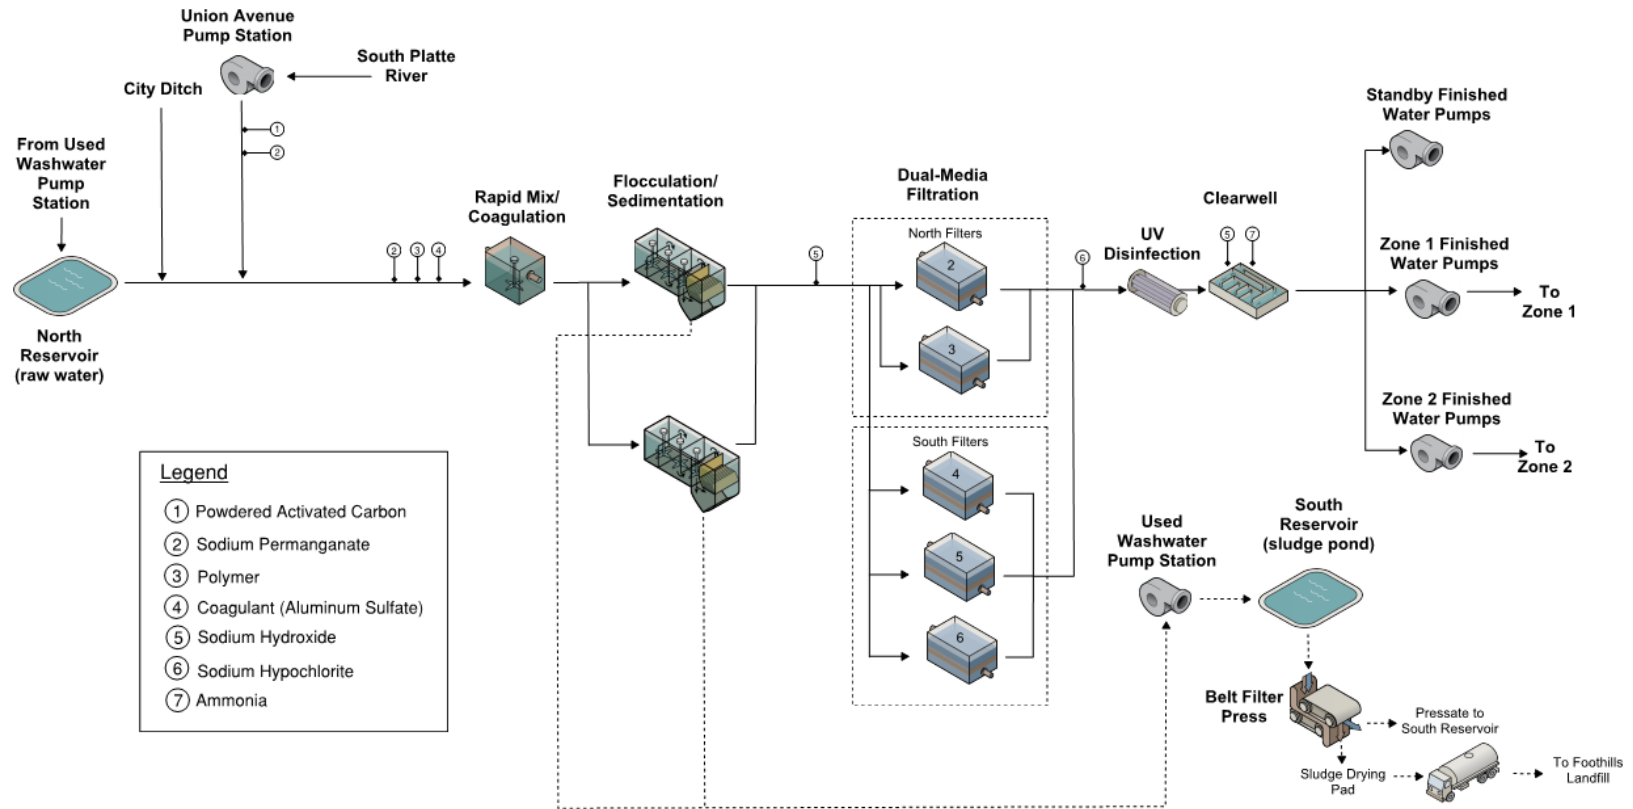 Union Avenue
Pump Station
South Platte
River
City Ditch
1
2
From Used
Washwater
Pump
Station
North
Reservoir
(raw water)
2
3
4
Rapid Mix/
Coagulation
Flocculation/
Sedimentation
5
Dual-Media
Filtration
North Filters
2
3
South Filters
4
5
6
6
UV
Disinfection
Clearwell
5
7
Standby Finished
Water Pumps
Zone 1 Finished
Water Pumps
To
Zone 1
Zone 2 Finished
Water Pumps
To
Zone 2
Used
Washwater
Pump Station
South
Reservoir
(sludge pond)
Belt Filter
Press
Pressate to
South Reservoir
Sludge Drying
Pad
To Foothills
Landfill
Legend
1 Powdered Activated Carbon
2 Sodium Permanganate
3 Polymer
4 Coagulant (Aluminum Sulfate)
5 Sodium Hydroxide
6 Sodium Hypochlorite
7 Ammonia